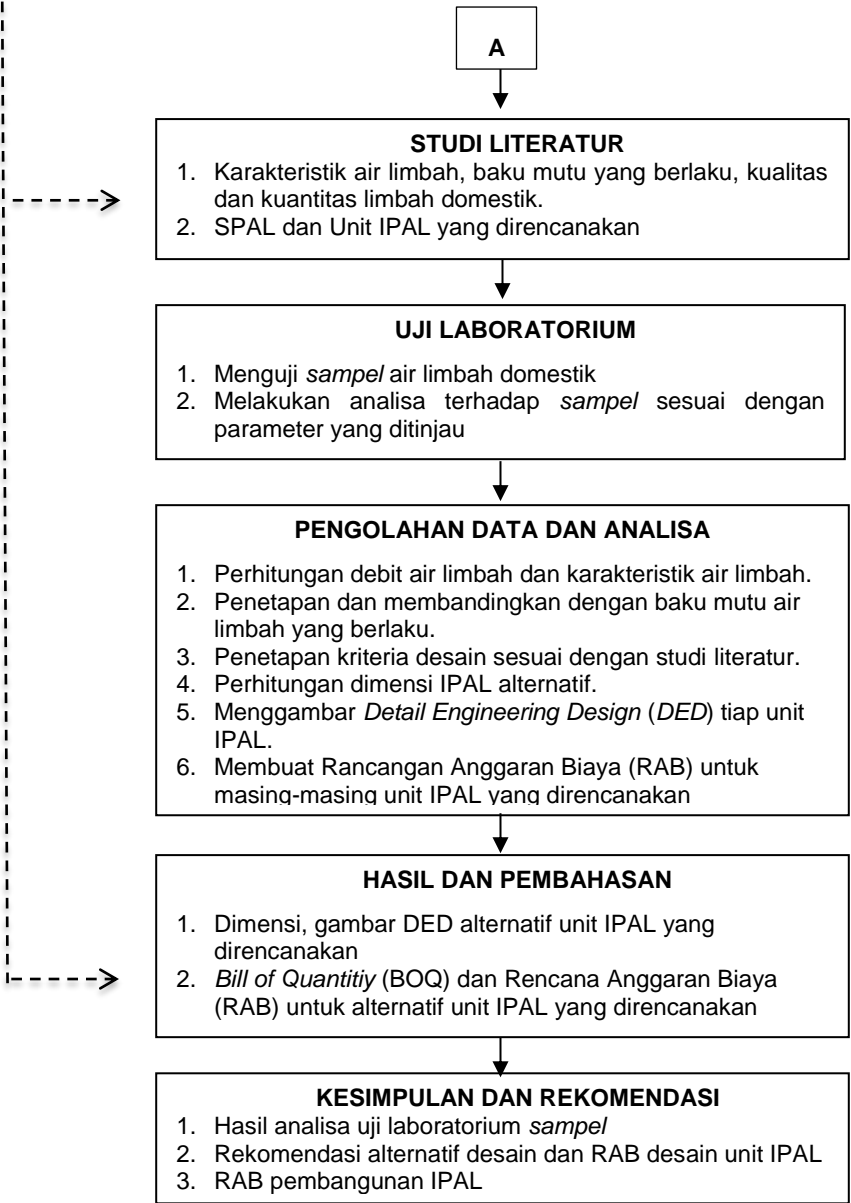 A
STUDI LITERATUR
1. Karakteristik air limbah, baku mutu yang berlaku, kualitas
dan kuantitas limbah domestik.
2. SPAL dan Unit IPAL yang direncanakan
UJI LABORATORIUM
1. Menguji sampel air limbah domestik
2. Melakukan analisa terhadap sampel sesuai dengan
parameter yang ditinjau
PENGOLAHAN DATA DAN ANALISA
1. Perhitungan debit air limbah dan karakteristik air limbah.
2. Penetapan dan membandingkan dengan baku mutu air
limbah yang berlaku.
3. Penetapan kriteria desain sesuai dengan studi literatur.
4. Perhitungan dimensi IPAL alternatif.
5. Menggambar Detail Engineering Design (DED) tiap unit
IPAL.
6. Membuat Rancangan Anggaran Biaya (RAB) untuk
masing-masing unit IPAL yang direncanakan
HASIL DAN PEMBAHASAN
1. Dimensi, gambar DED alternatif unit IPAL yang
direncanakan
2. Bill of Quantitiy (BOQ) dan Rencana Anggaran Biaya
(RAB) untuk alternatif unit IPAL yang direncanakan
KESIMPULAN DAN REKOMENDASI
1. Hasil analisa uji laboratorium sampel
2. Rekomendasi alternatif desain dan RAB desain unit IPAL
3. RAB pembangunan IPAL